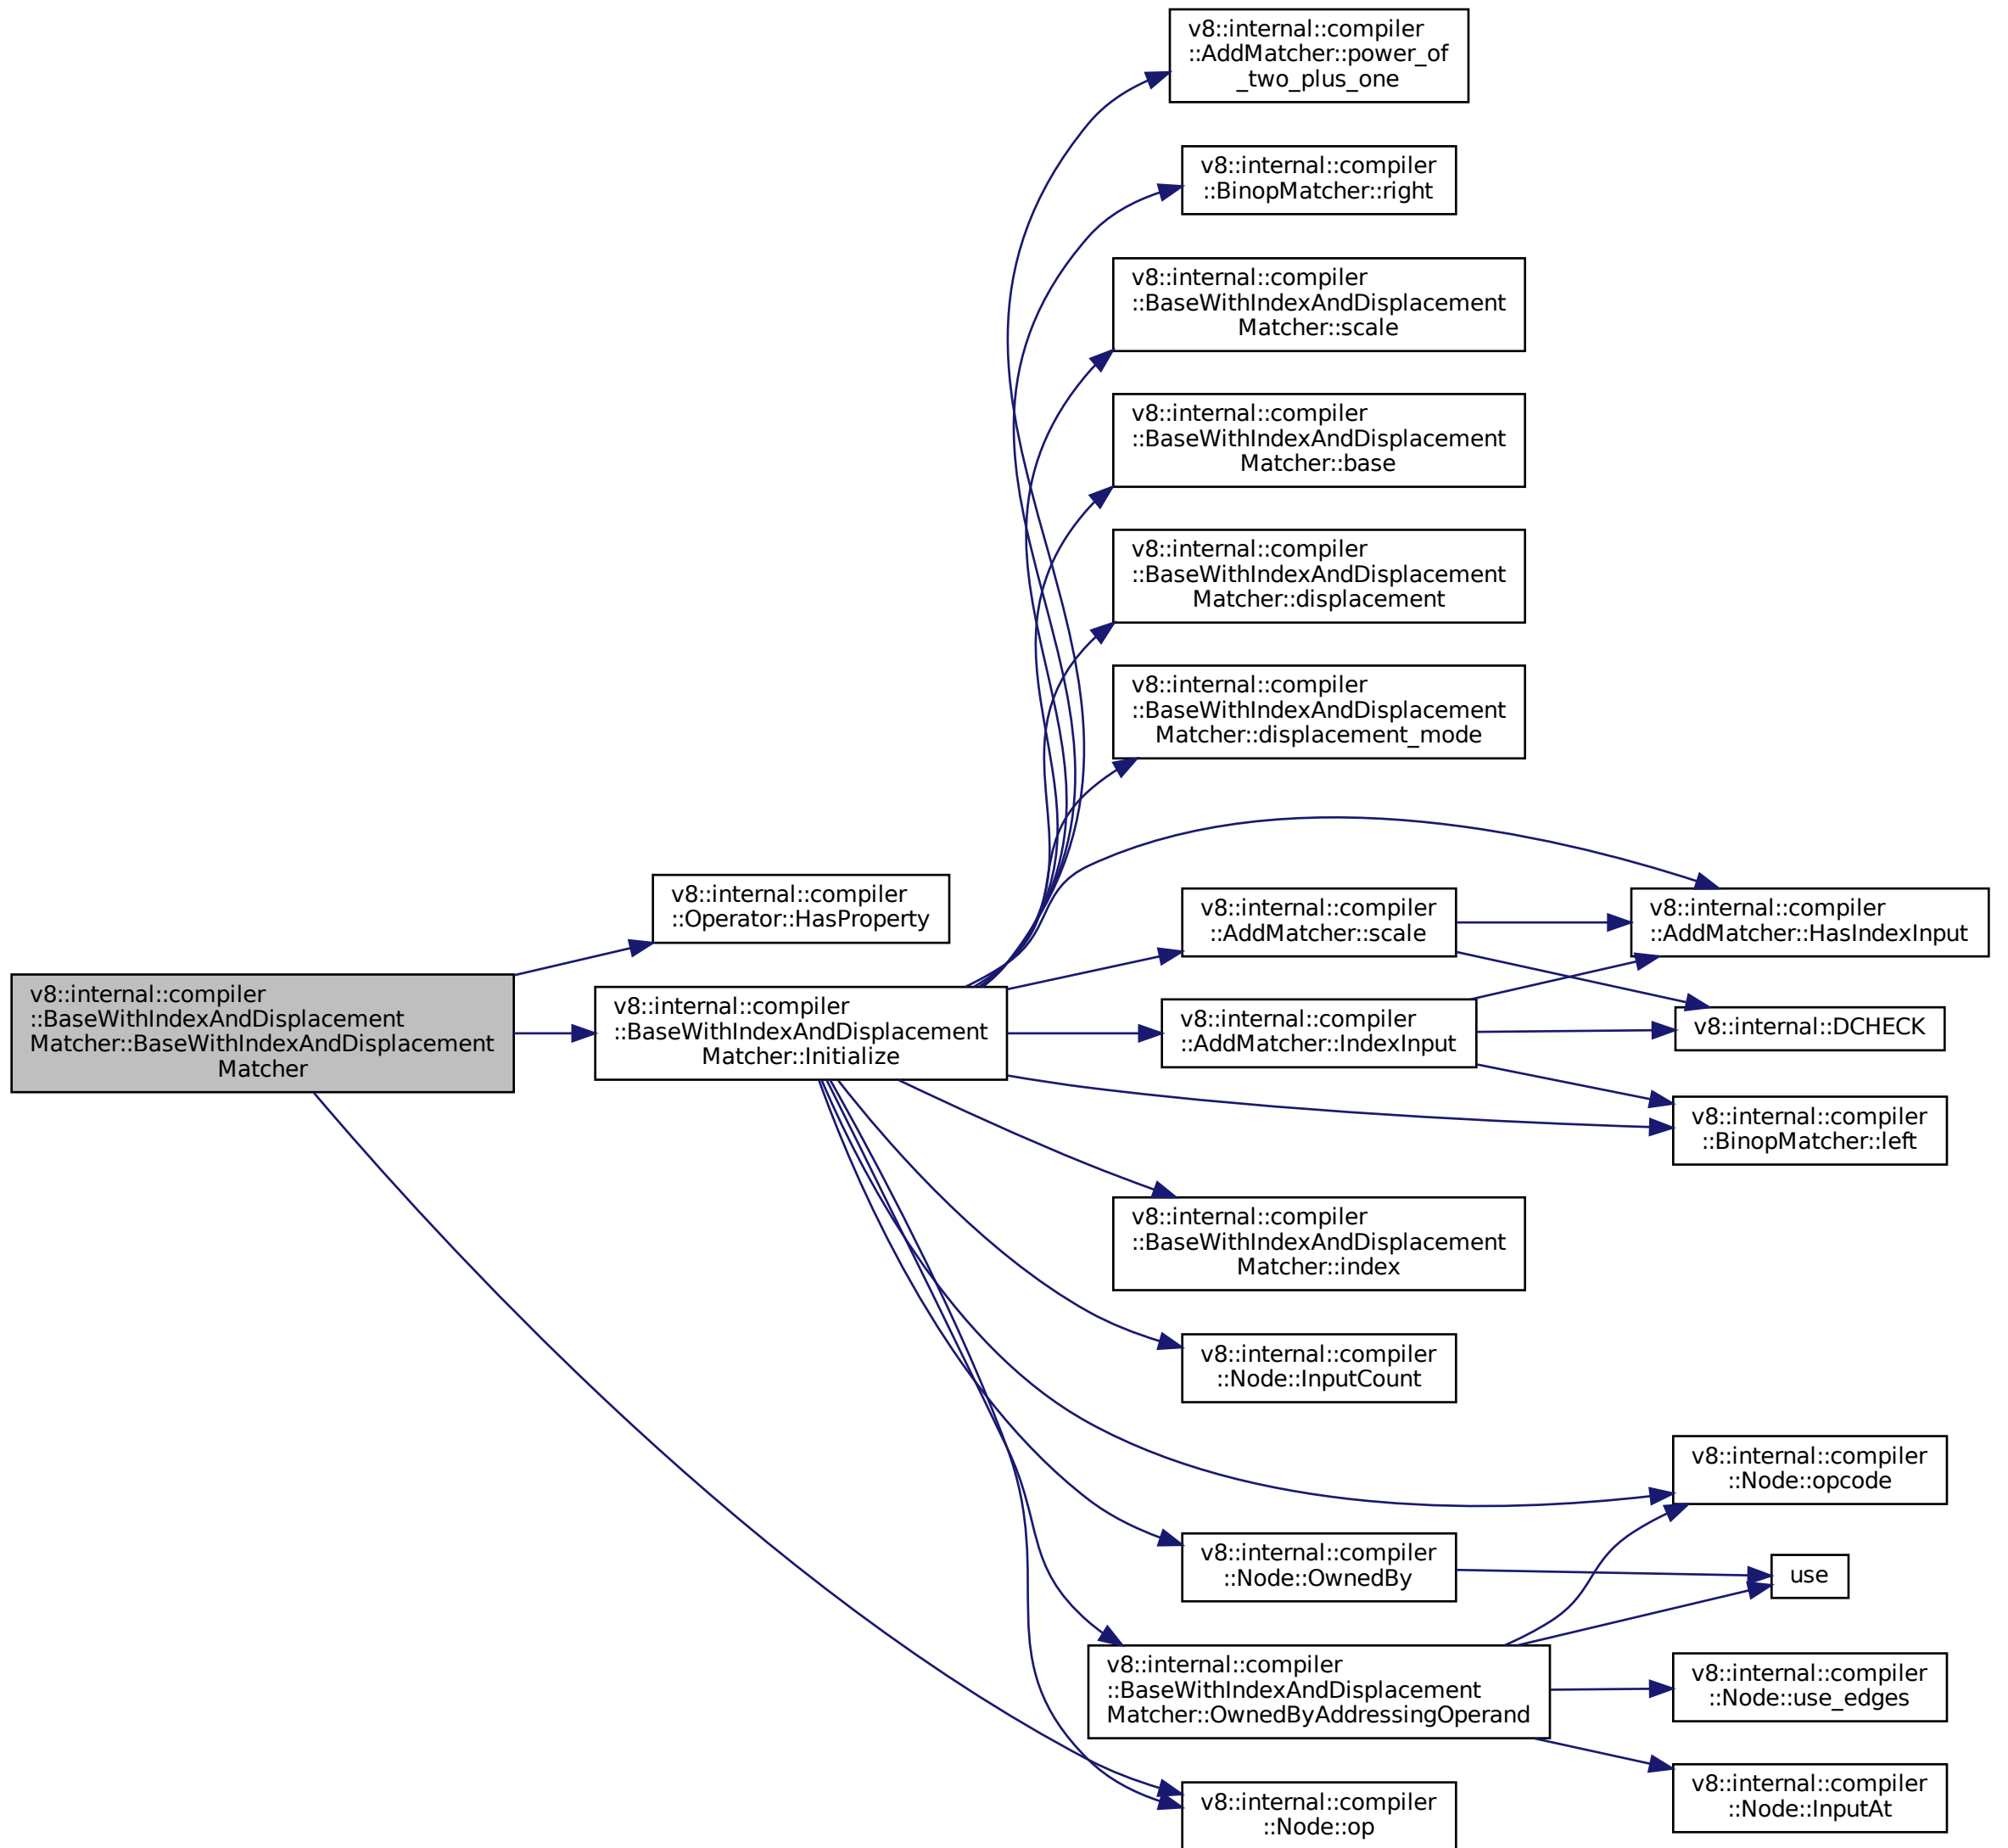 v8::internal::compiler
::AddMatcher::power_of
_two_plus_one
v8::internal::compiler
::BinopMatcher::right
v8::internal::compiler
::BaseWithIndexAndDisplacement
Matcher::scale
v8::internal::compiler
::BaseWithIndexAndDisplacement
Matcher::base
v8::internal::compiler
::BaseWithIndexAndDisplacement
Matcher::displacement
v8::internal::compiler
::BaseWithIndexAndDisplacement
Matcher::displacement_mode
v8::internal::compiler
::Operator::HasProperty
v8::internal::compiler
::AddMatcher::scale
v8::internal::compiler
::AddMatcher::HasIndexInput
v8::internal::compiler
::BaseWithIndexAndDisplacement
Matcher::BaseWithIndexAndDisplacement
Matcher
v8::internal::compiler
::BaseWithIndexAndDisplacement
Matcher::Initialize
v8::internal::compiler
::AddMatcher::IndexInput
v8::internal::DCHECK
v8::internal::compiler
::BinopMatcher::left
v8::internal::compiler
::BaseWithIndexAndDisplacement
Matcher::index
v8::internal::compiler
::Node::InputCount
v8::internal::compiler
::Node::opcode
v8::internal::compiler
::Node::OwnedBy
use
v8::internal::compiler
::BaseWithIndexAndDisplacement
Matcher::OwnedByAddressingOperand
v8::internal::compiler
::Node::use_edges
v8::internal::compiler
::Node::InputAt
v8::internal::compiler
::Node::op